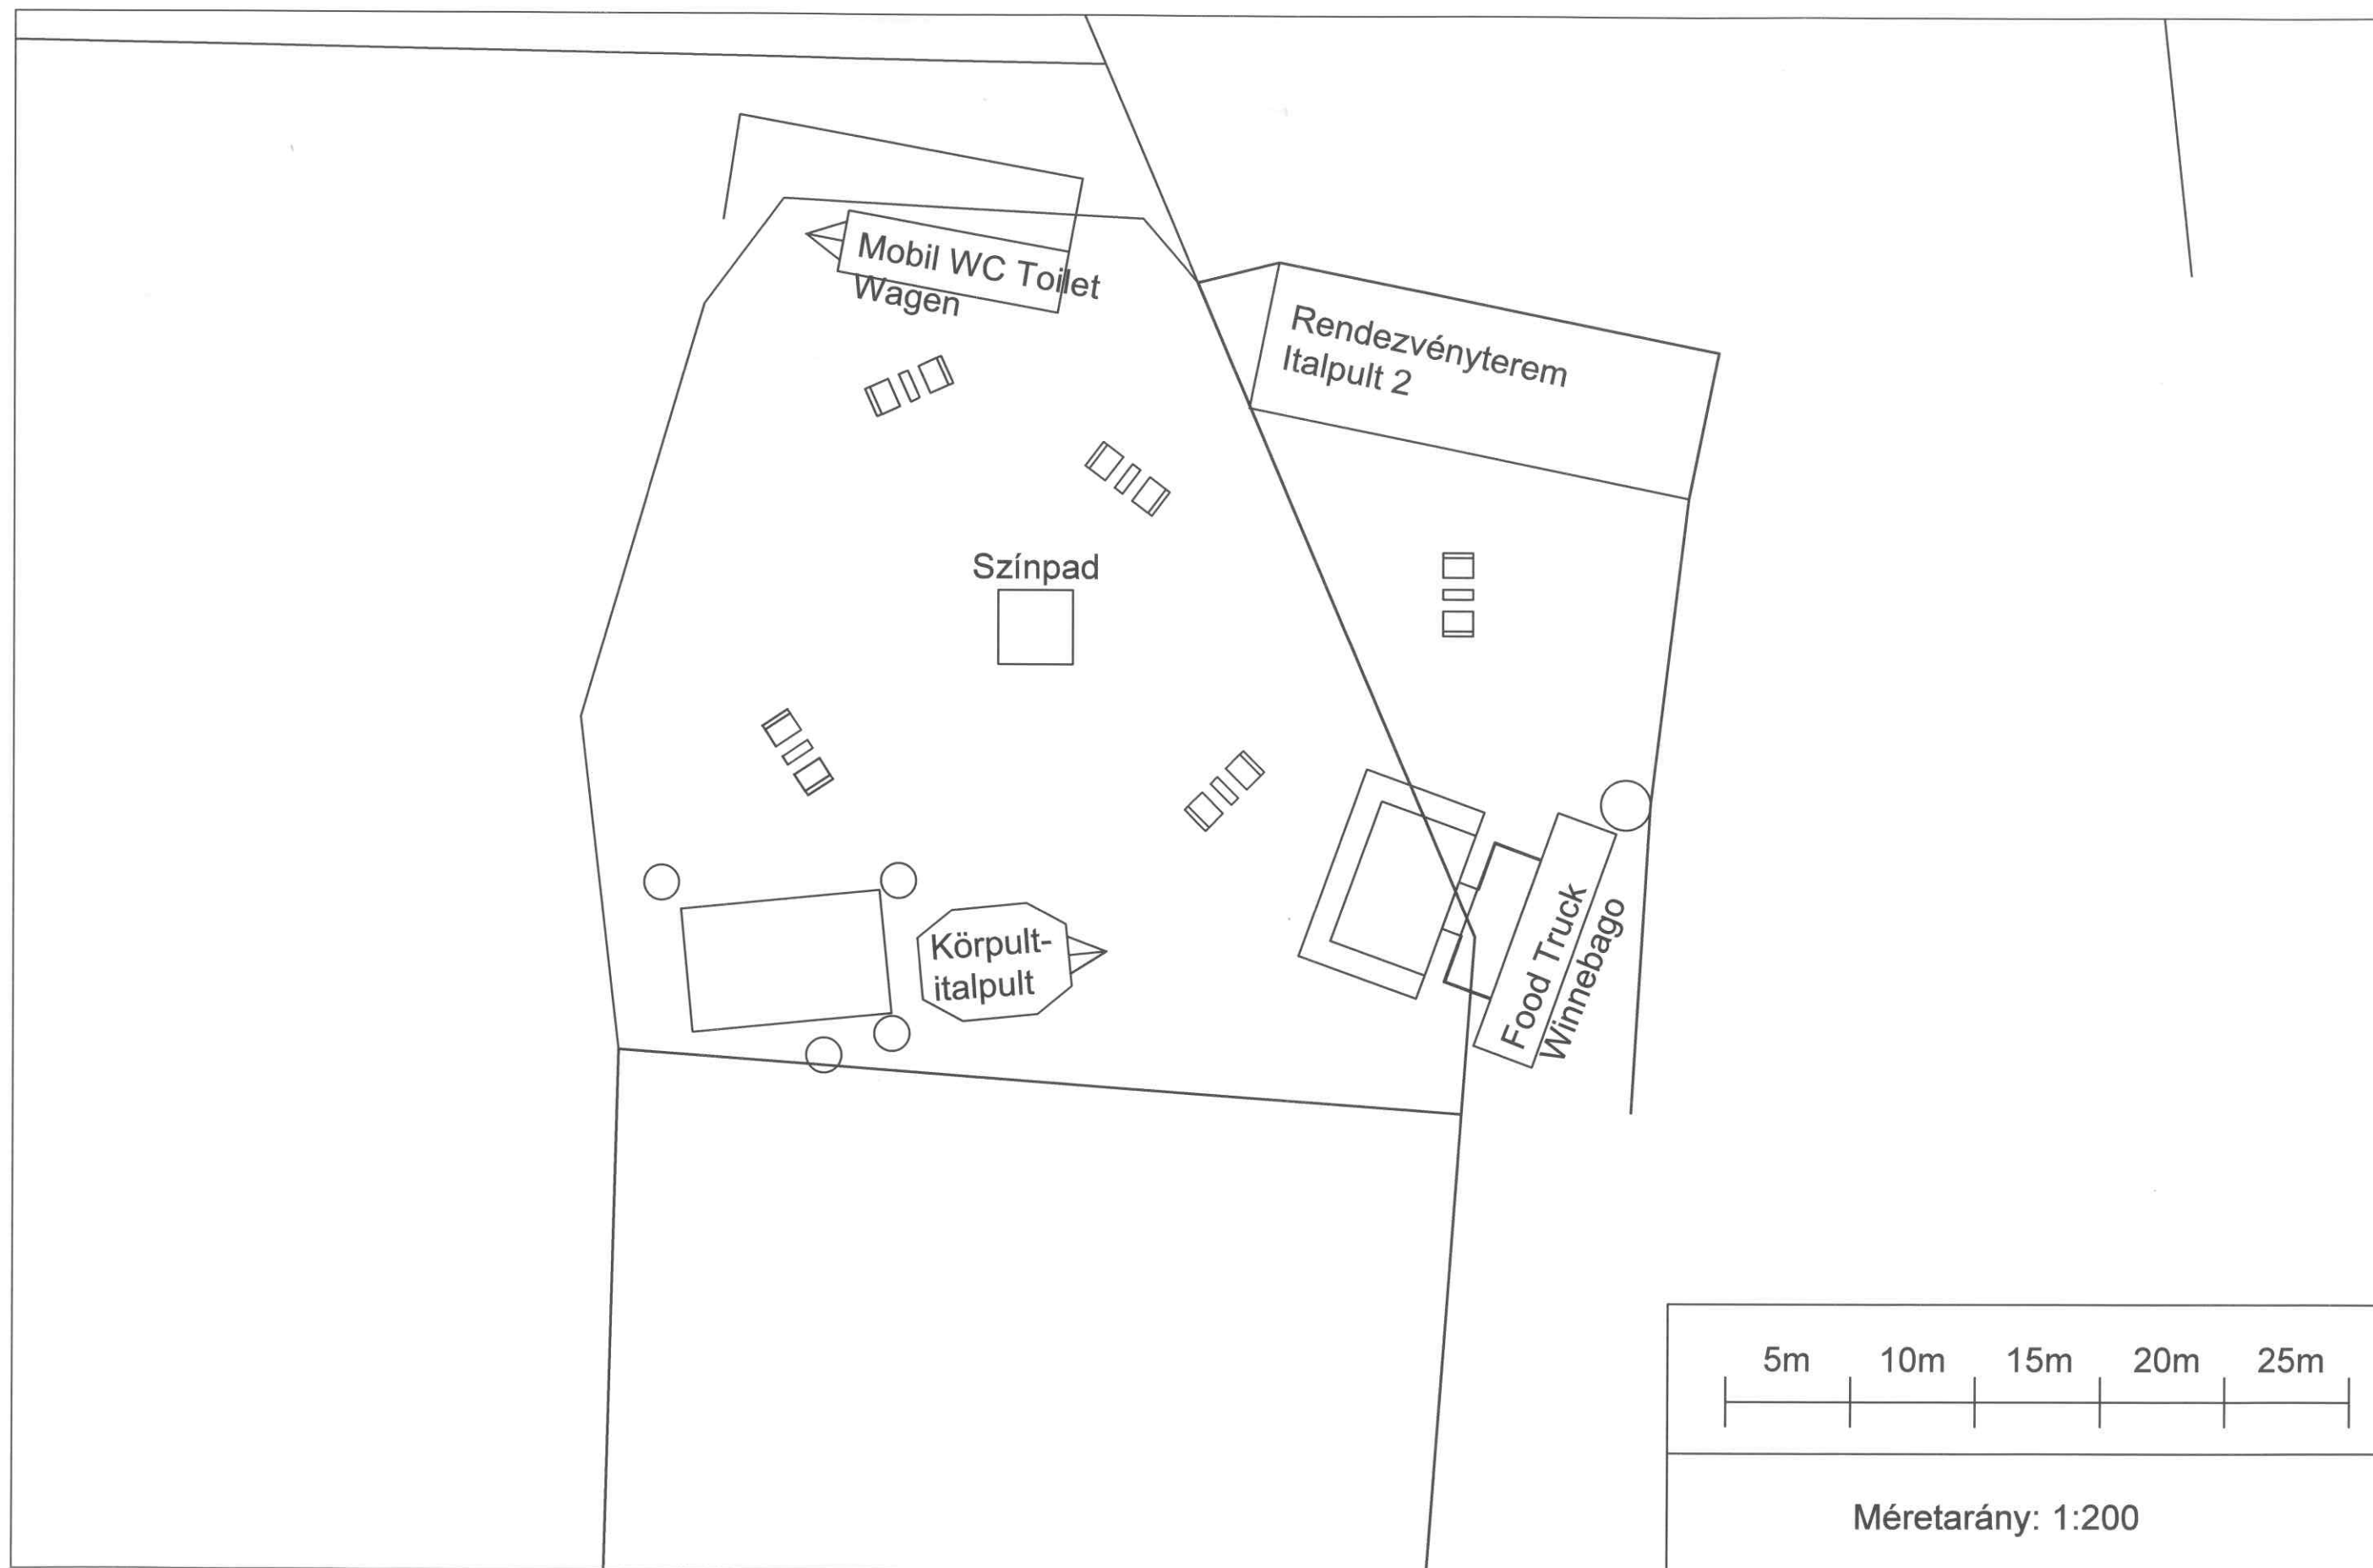 Mobil WC Toilet
Wagen
Rendezvényterem
Italpult 2
Színpad
Körpult-
italpult
Food Truck
Winnebago
5m 10m 15m 20m 25m
Méretarány: 1:200